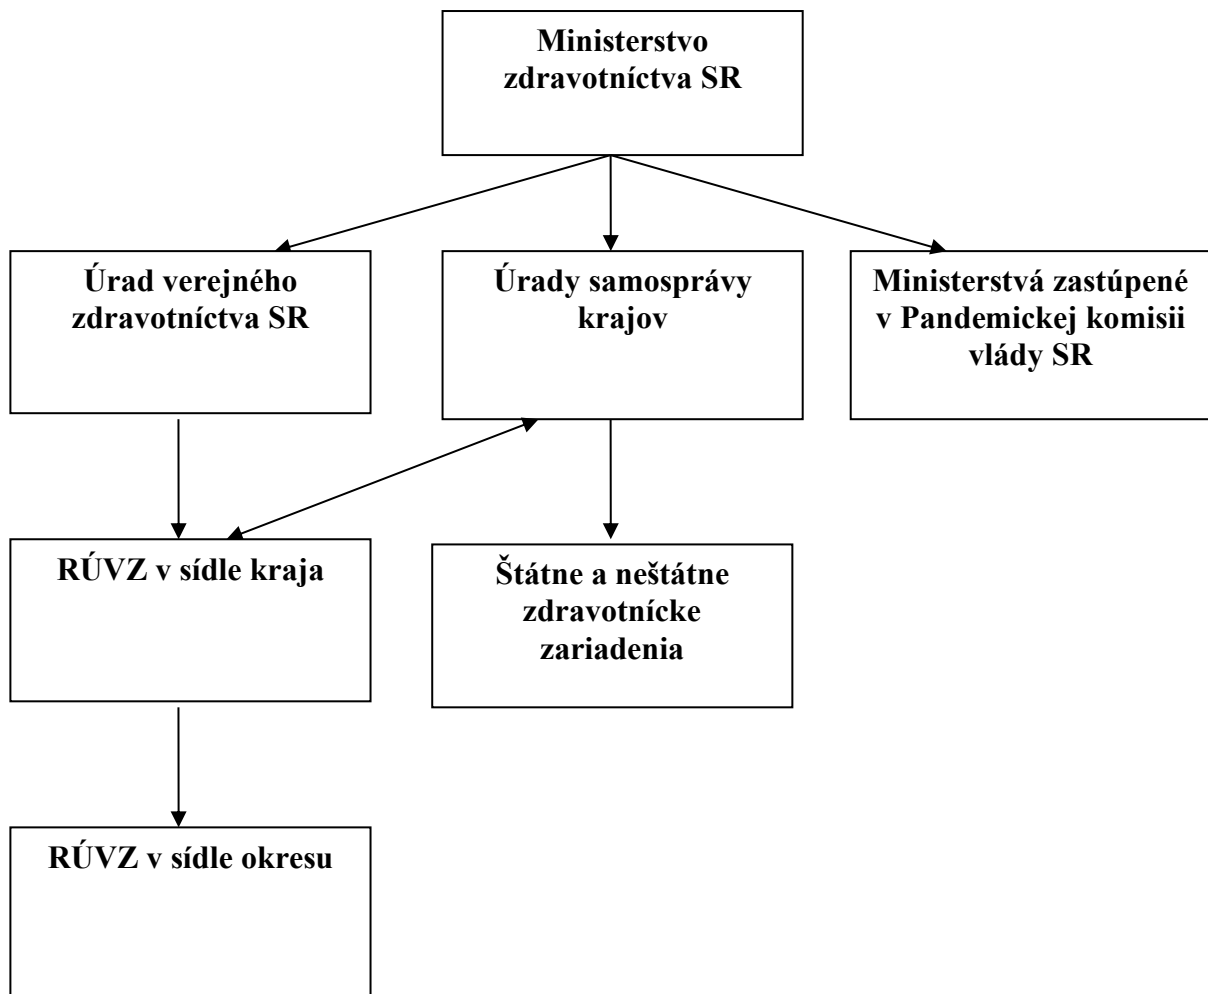 Ministerstvo
zdravotníctva SR
Úrad verejného
zdravotníctva SR
Úrady samosprávy
krajov
Ministerstvá zastúpené
v Pandemickej komisii
vlády SR
RÚVZ v sídle kraja
Štátne a neštátne
zdravotnícke
zariadenia
RÚVZ v sídle okresu